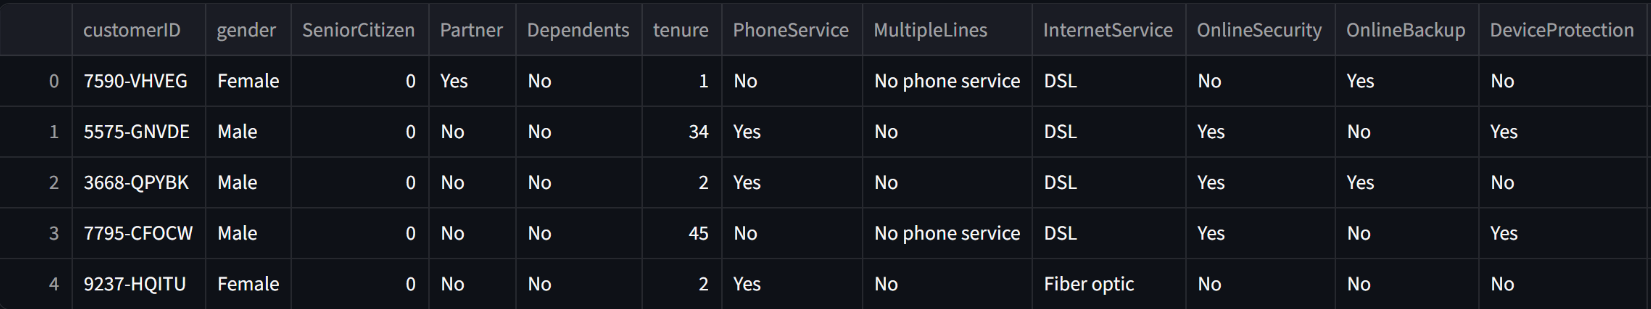 customerID gender SeniorCitizen Partner Dependents tenure PhoneService MultipleLines InternetService OnlineSecurity OnlineBackup DeviceProtection
0 7590-VHVEG Female 0 Yes No 1 No No phone service DSL No Yes No
1 5575-GNVDE Male 0 No No 34 Yes No DSL Yes No Yes
2 3668-QPYBK Male 0 No No 2 Yes No DSL Yes Yes No
3 7795-CFOCW Male 0 No No 45 No No phone service DSL Yes No Yes
4 9237-HQITU Female 0 No No 2 Yes No Fiber optic No No No